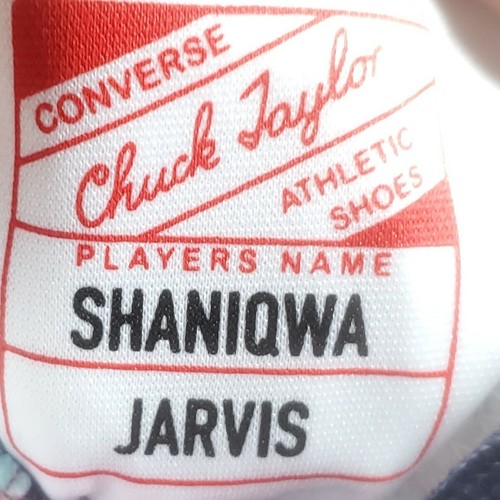 CONVERSE
Chuck Taylor
ATHLETIC
SHOES
PLAYERS NAME
SHANIQWA
JARVIS